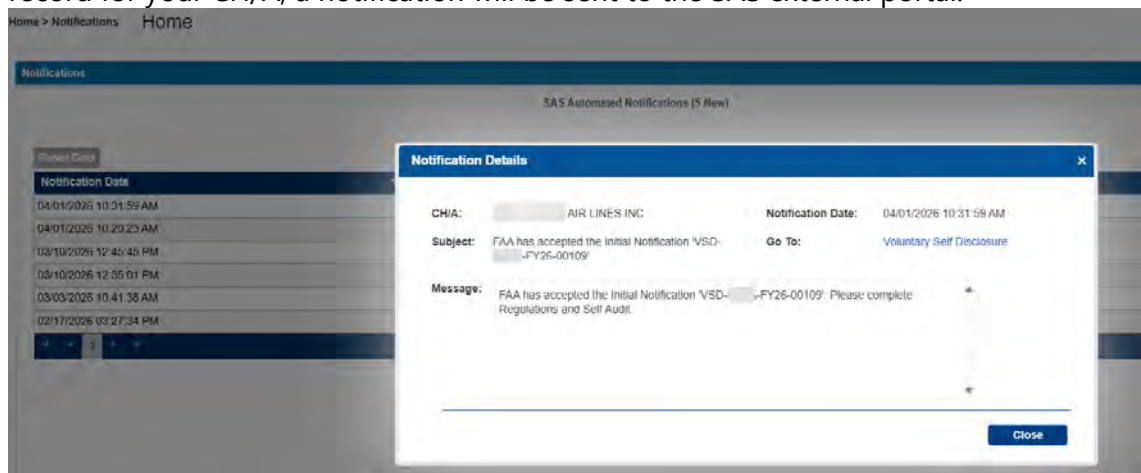 record for your CH/A, a notification will be sent to the SAS external portal.
Home > Notifications Home
Notifications
SAS Automated Notifications (5 New)
Reset Grid
Notification Date
04/01/2026 10:31:59 AM
04/01/2026 10:20:23 AM
03/10/2026 12:45:45 PM
03/10/2026 12:35:01 PM
03/03/2026 10:41:38 AM
02/17/2026 03:27:34 PM
1
Notification Details ×
CH/A: AIR LINES INC Notification Date: 04/01/2026 10:31:59 AM
Subject: FAA has accepted the Initial Notification 'VSD-
-FY26-00109' Go To: Voluntary Self Disclosure
Message: FAA has accepted the Initial Notification 'VSD- -FY26-00109'. Please complete
Regulations and Self Audit.
Close